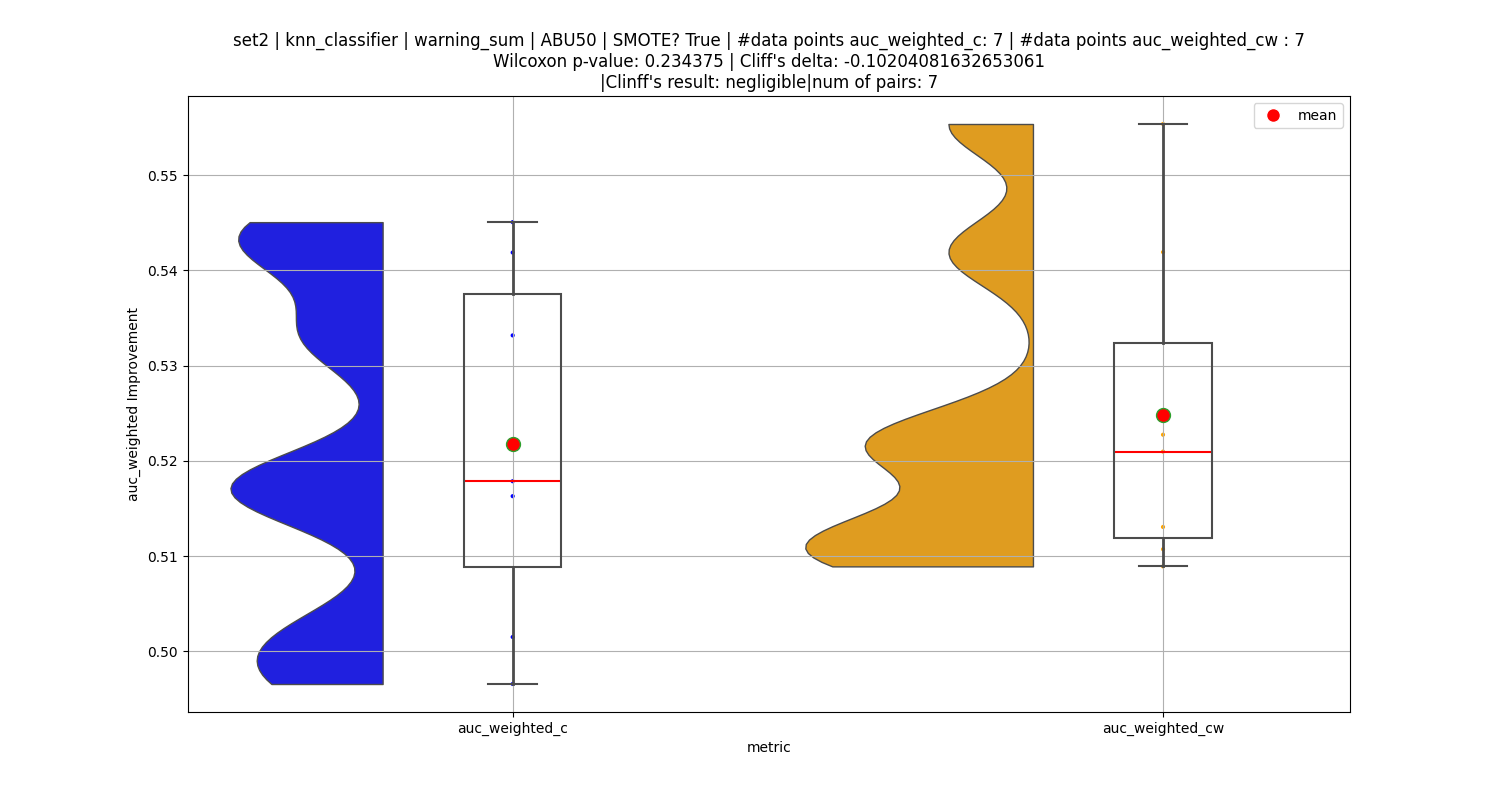 set2 | knn_classifier | warning_sum | ABU50 | SMOTE? True | #data points auc_weighted_c: 7 | #data points auc_weighted_cw : 7
Wilcoxon p-value: 0.234375 | Cliff's delta: -0.10204081632653061
|Clinff's result: negligible|num of pairs: 7
mean
0.55
0.54
0.53
0.52
0.51
0.50
auc_weighted Improvement
auc_weighted_c
auc_weighted_cw
metric